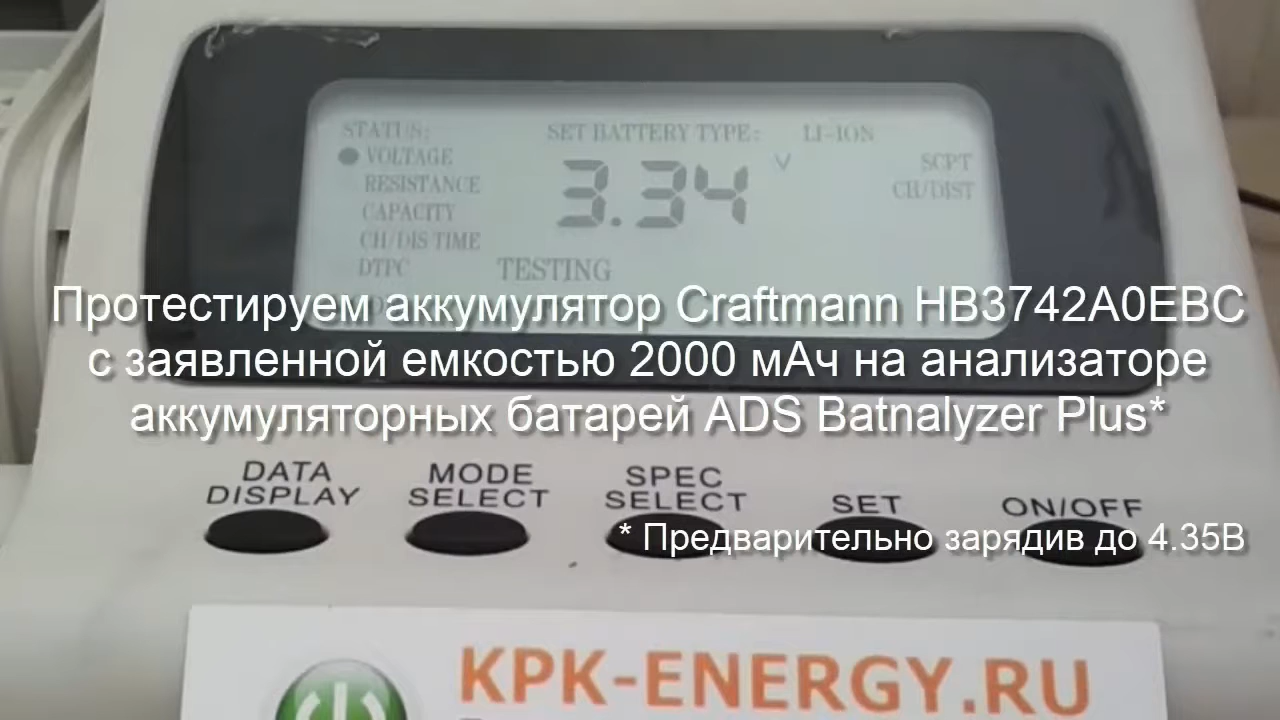 STATUS:
SET BATTERY TYPE: LI-ION
VOLTAGE
3.34 V
SCPT
RESISTANCE
CH/DIST
CAPACITY
CH/DIS TIME
DTPC
TESTING
Протестируем аккумулятор Craftmann HB3742A0EBC
с заявленной емкостью 2000 мАч на анализаторе
аккумуляторных батарей ADS Batnalyzer Plus*
DATA
DISPLAY
MODE
SELECT
SPEC
SELECT
SET
ON/OFF
* Предварительно зарядив до 4.35В
KPK-ENERGY.RU